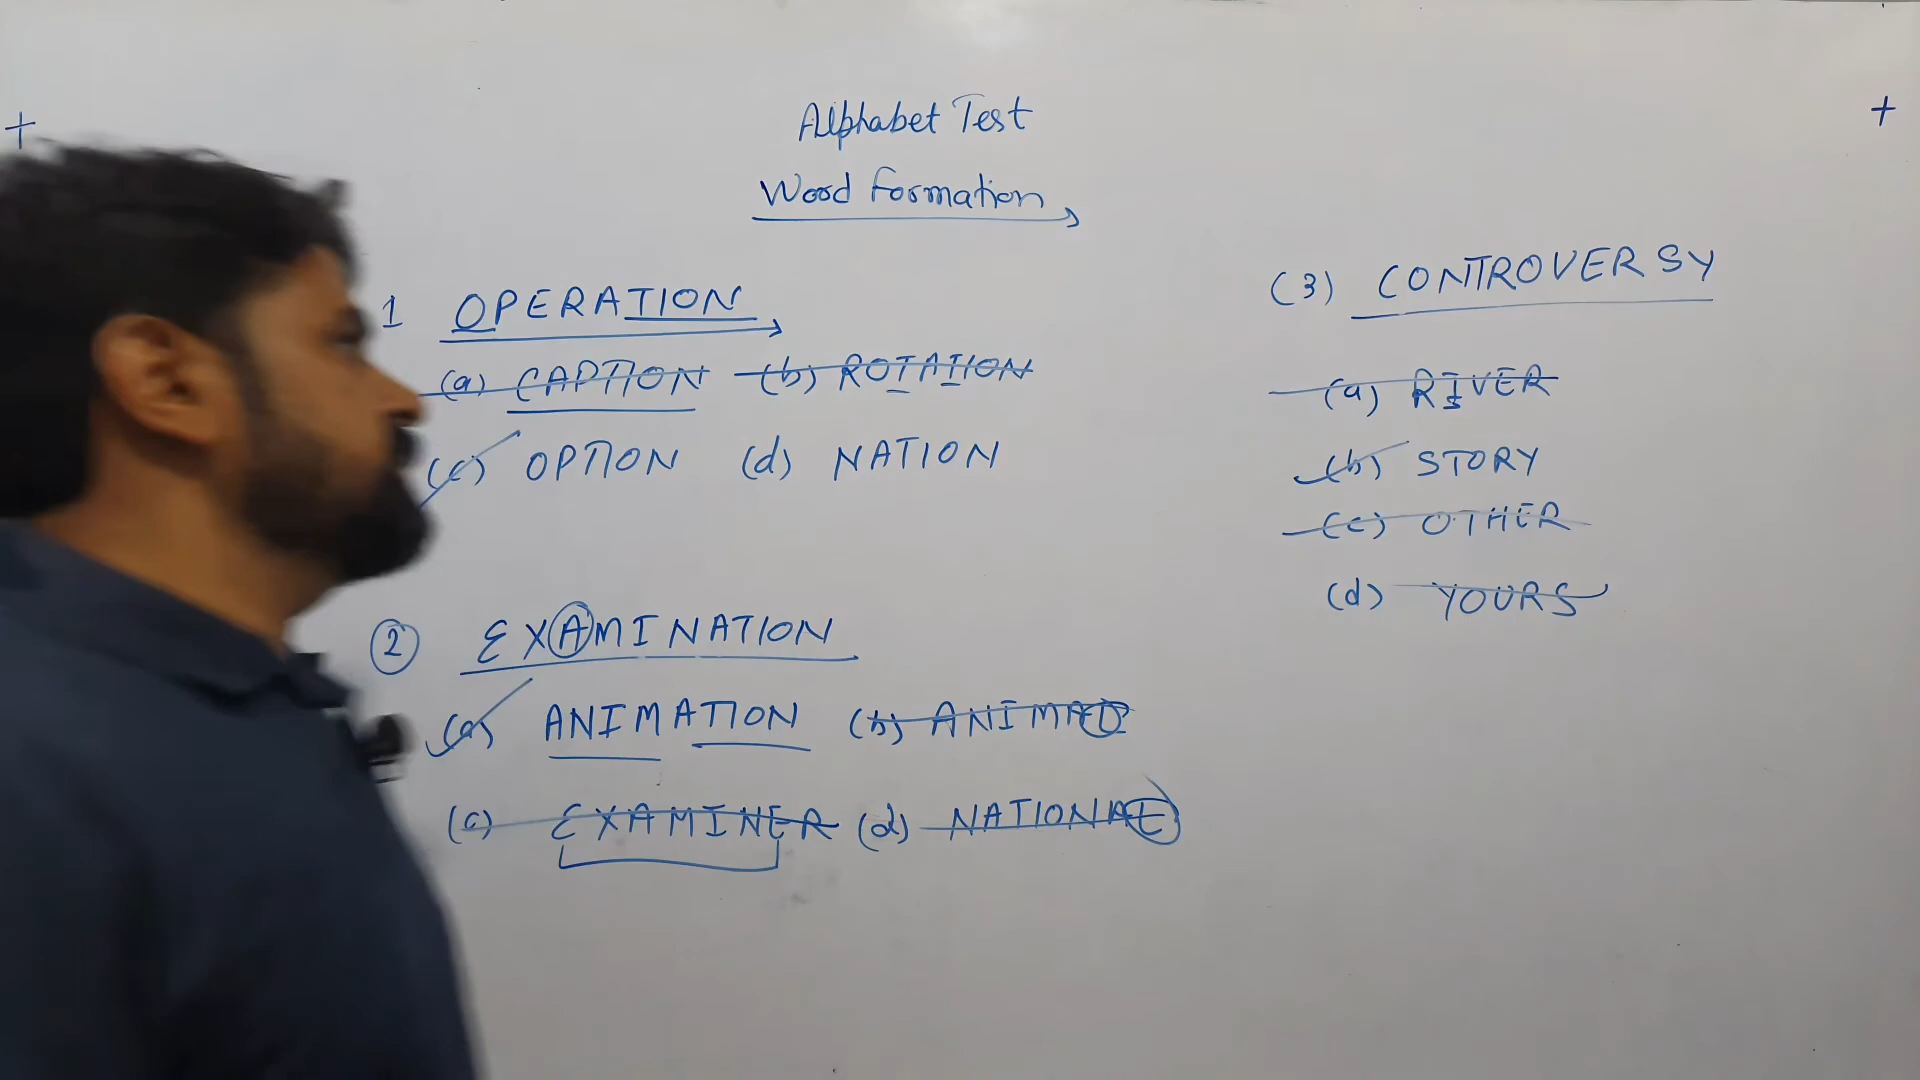 Alphabet Test
Word Formation
1 OPERATION
(a) CAPTION (b) ROTATION
(c) OPTION (d) NATION
(2) EXAMINATION
(a) ANIMATION (b) ANIMAL
(c) EXAMINER (d) NATIONAL
(3) CONTROVERSY
(a) RIVER
(b) STORY
(c) OTHER
(d) YOURS